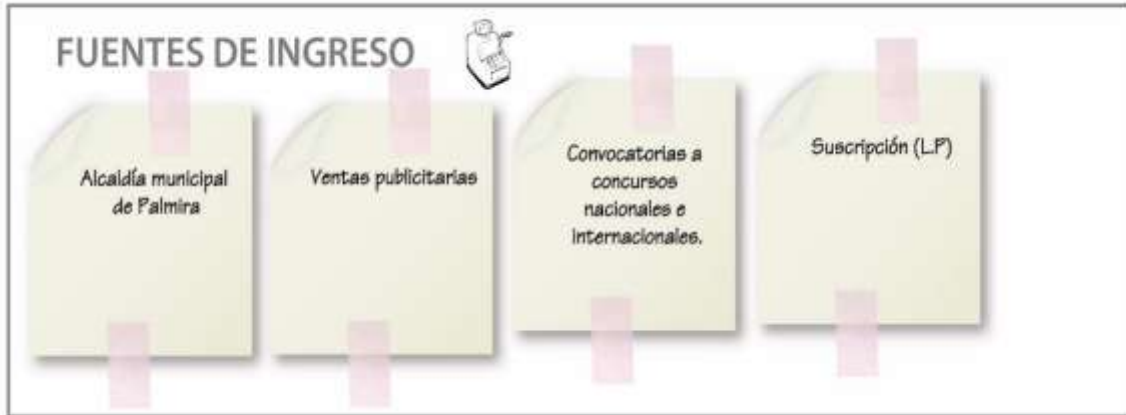 FUENTES DE INGRESO
Alcaldía municipal
de Palmira
Ventas publicitarias
Convocatorias a
concursos
nacionales e
internacionales.
Suscripción (L.P)